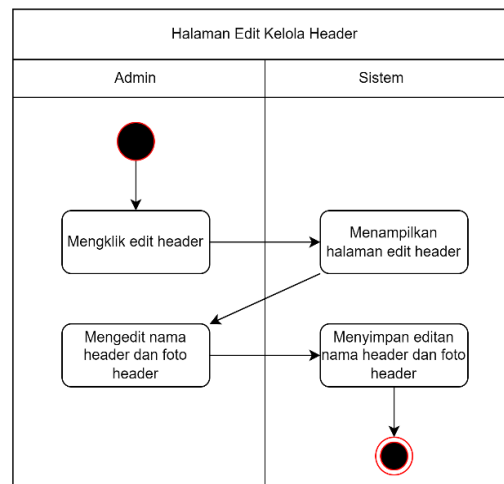 Halaman Edit Kelola Header
Admin
Sistem
Mengklik edit header
Menampilkan
halaman edit header
Mengedit nama
header dan foto
header
Menyimpan editan
nama header dan foto
header